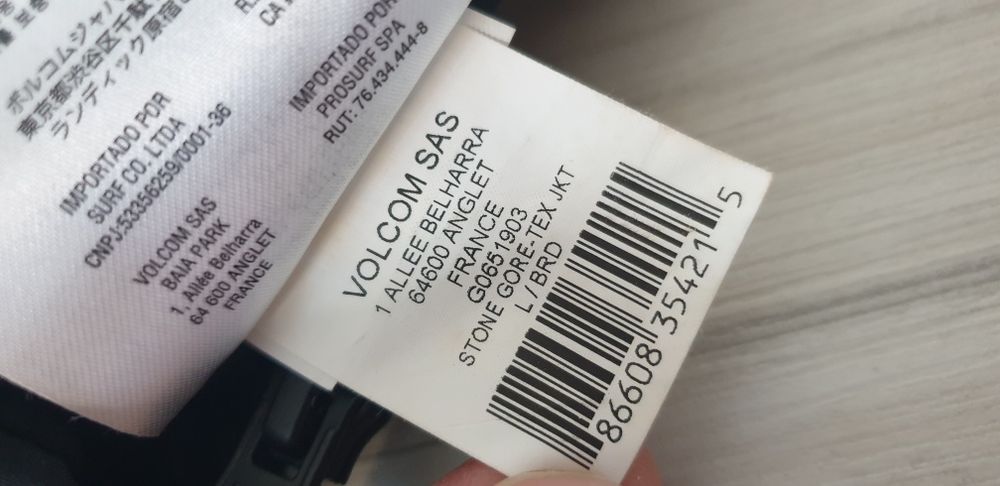 ボルコムジャパ
東京都渋谷区千駄
ランディック原宿
CA
IMPORTADO POR
SURF CO. LTDA
CNPJ-53356259/0001-36
IMPORTADO POR
PROSURF SPA
RUT: 76.434.444-8
VOLCOM SAS
BAIA PARK
1, Allée Belharra
64 600 ANGLET
FRANCE
VOLCOM SAS
1 ALLEE BELHARRA
64600 ANGLET
FRANCE
G0651903
STONE GORE-TEX JKT
L / BRD
86608 35421 5